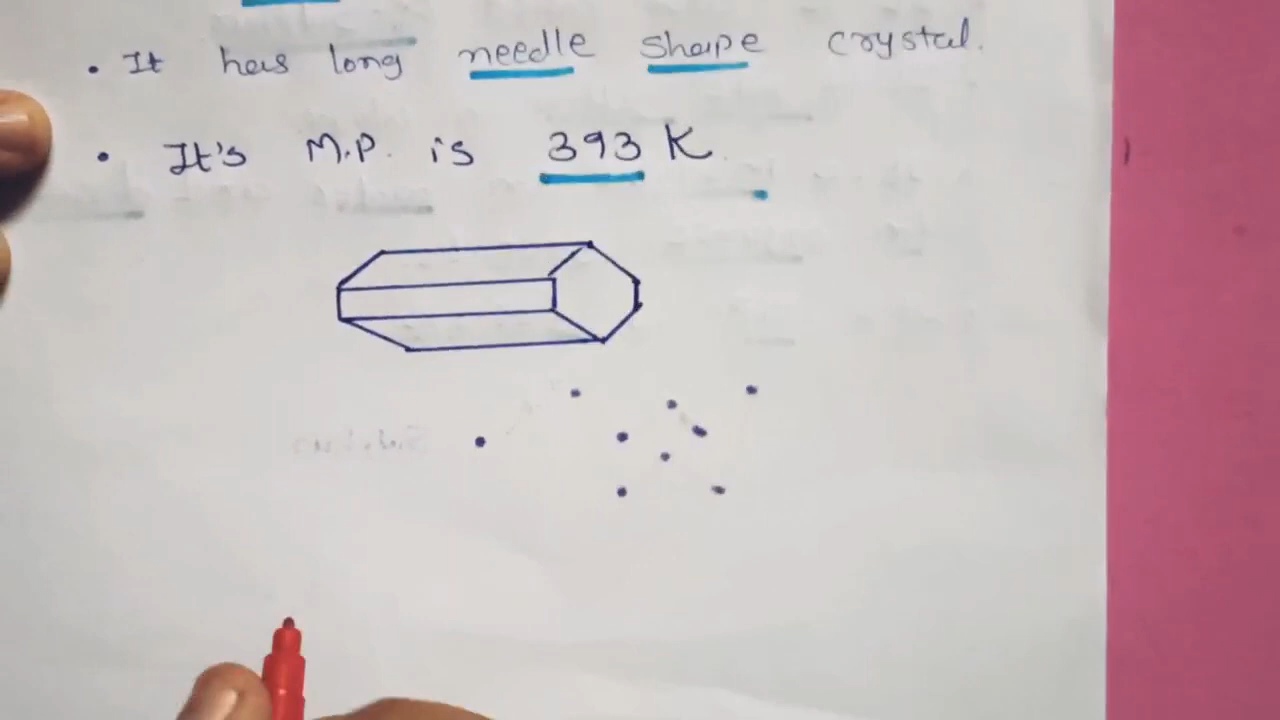 • It has long needle shape crystal.
• It's M.P. is 393 K